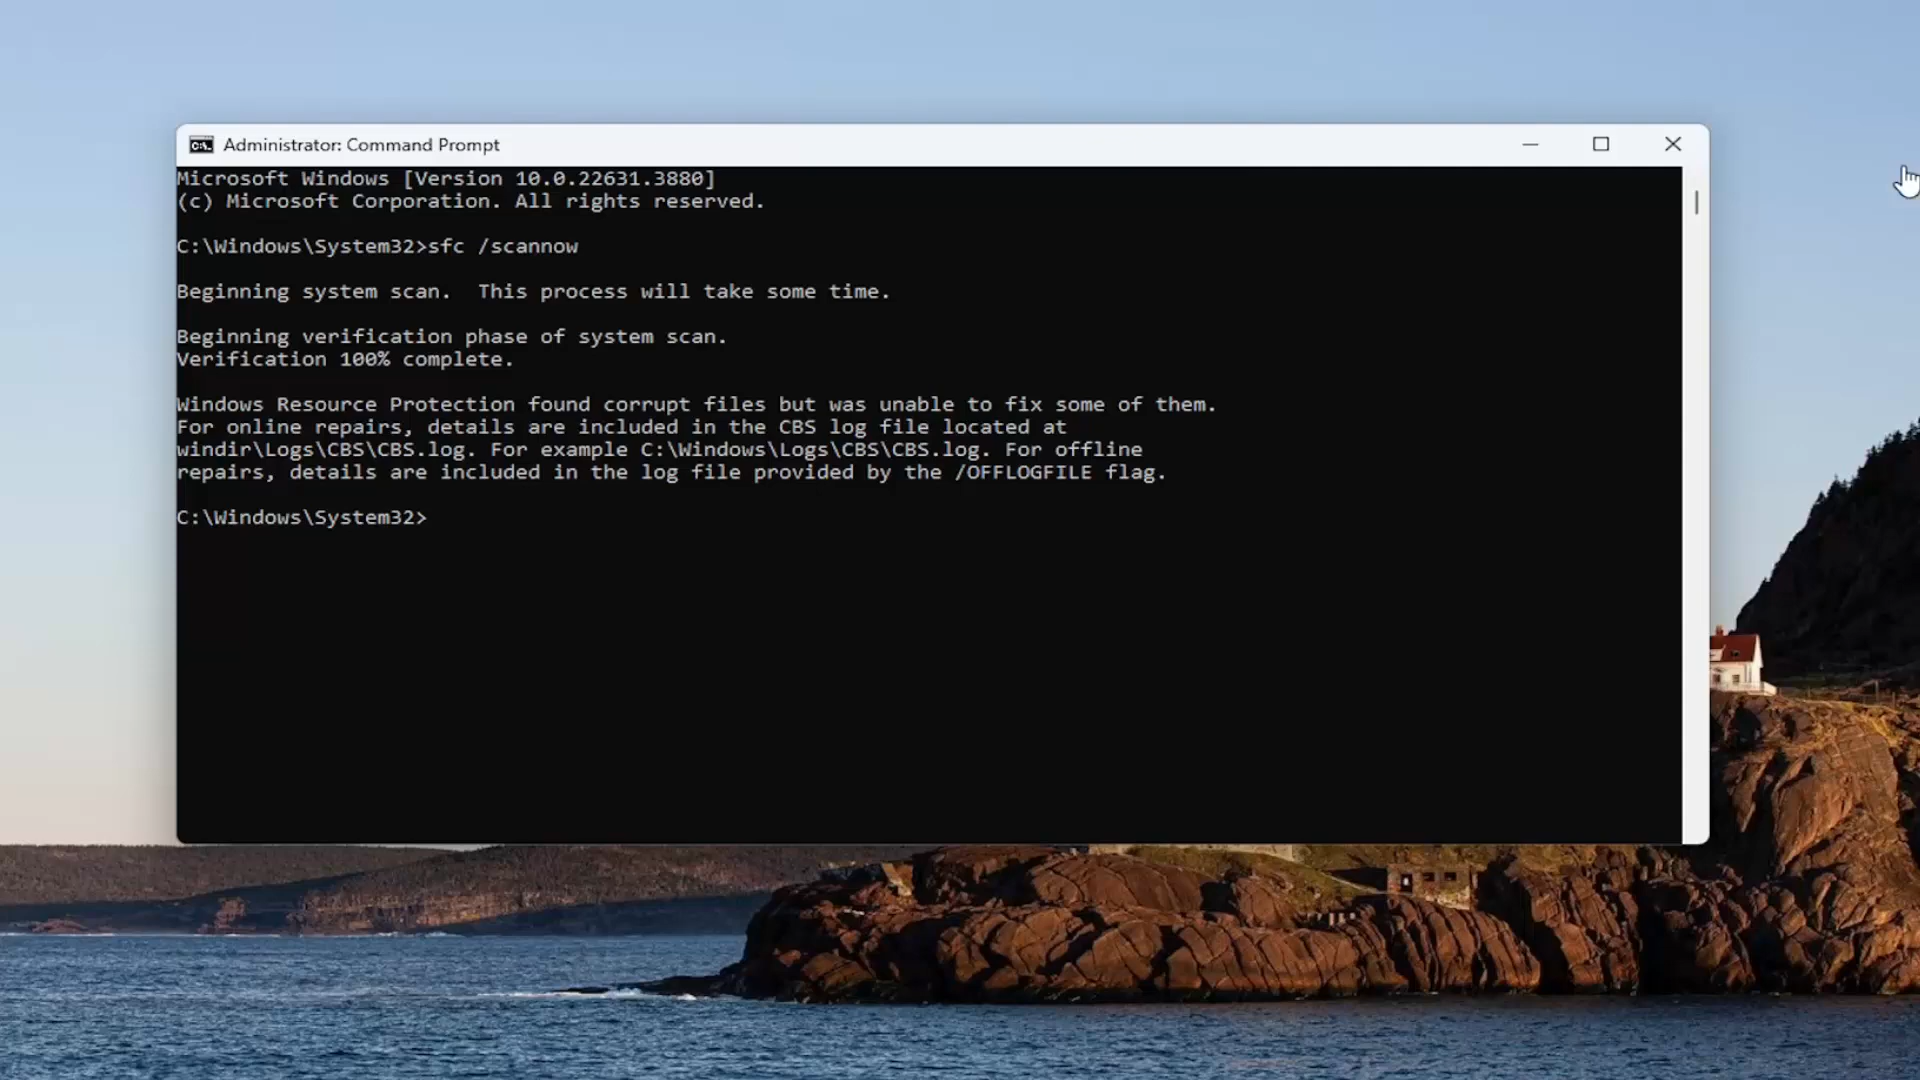 Administrator: Command Prompt
Microsoft Windows [Version 10.0.22631.3880]
(c) Microsoft Corporation. All rights reserved.
C:\Windows\System32>sfc /scannow
Beginning system scan.  This process will take some time.
Beginning verification phase of system scan.
Verification 100% complete.
Windows Resource Protection found corrupt files but was unable to fix some of them.
For online repairs, details are included in the CBS log file located at
windir\Logs\CBS\CBS.log. For example C:\Windows\Logs\CBS\CBS.log. For offline
repairs, details are included in the log file provided by the /OFFLOGFILE flag.
C:\Windows\System32>